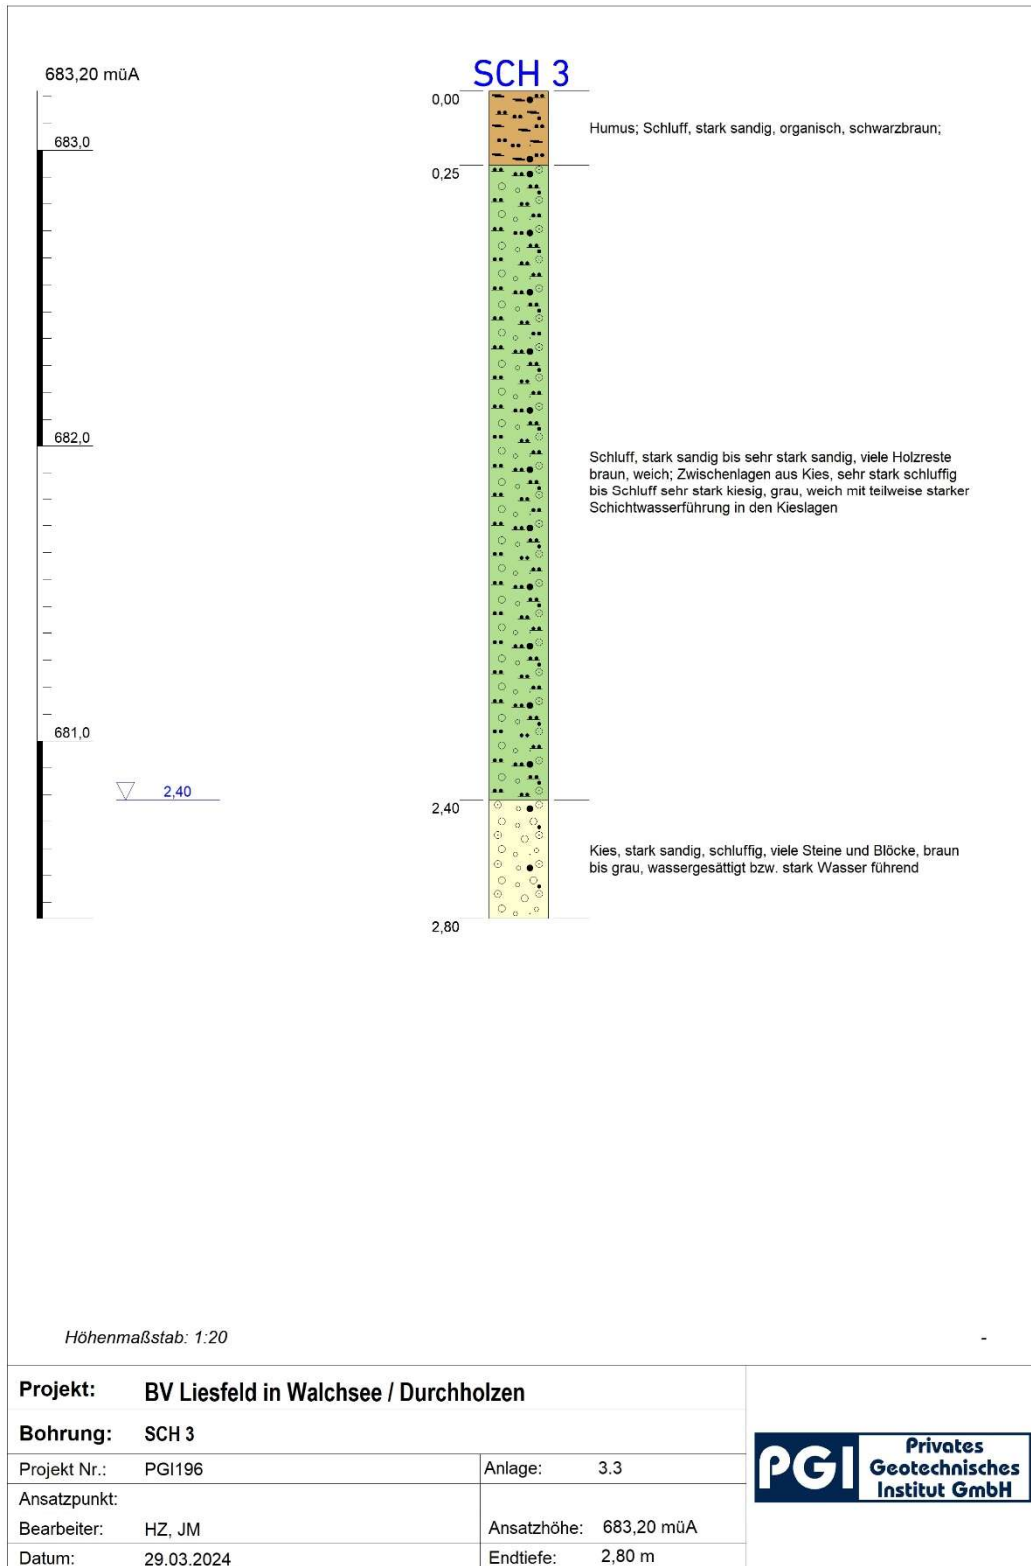 683,20 müA
SCH 3
0,00
Humus; Schluff, stark sandig, organisch, schwarzbraun;
683,0
0,25
682,0
Schluff, stark sandig bis sehr stark sandig, viele Holzreste
braun, weich; Zwischenlagen aus Kies, sehr stark schluffig
bis Schluff sehr stark kiesig, grau, weich mit teilweise starker
Schichtwasserführung in den Kieslagen
681,0
2,40
2,40
Kies, stark sandig, schluffig, viele Steine und Blöcke, braun
bis grau, wassergesättigt bzw. stark Wasser führend
2,80
Höhenmaßstab: 1:20 -
Projekt: BV Liesfeld in Walchsee / Durchholzen
Bohrung: SCH 3
Projekt Nr.: PGI196 Anlage: 3.3
Ansatzpunkt:
Bearbeiter: HZ, JM Ansatzhöhe: 683,20 müA
Datum: 29.03.2024 Endtiefe: 2,80 m
PGI
Privates
Geotechnisches
Institut GmbH